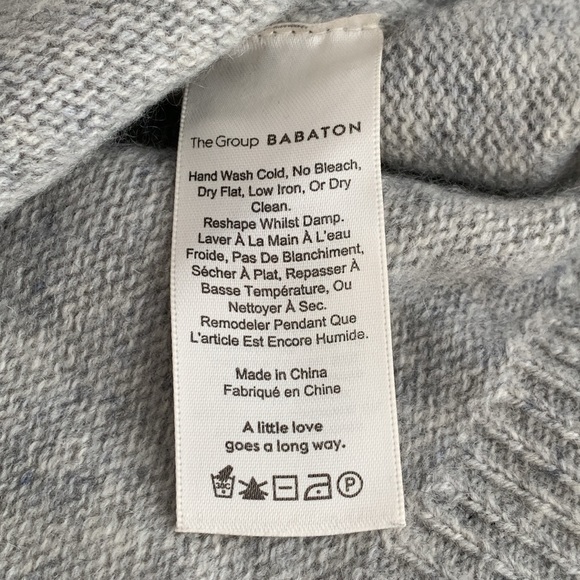 The Group BABATON
Hand Wash Cold, No Bleach,
Dry Flat, Low Iron, Or Dry
Clean.
Reshape Whilst Damp.
Laver À La Main À L'eau
Froide, Pas De Blanchiment,
Sécher À Plat, Repasser À
Basse Température, Ou
Nettoyer À Sec.
Remodeler Pendant Que
L'article Est Encore Humide.
Made in China
Fabriqué en Chine
A little love
goes a long way.
30C P